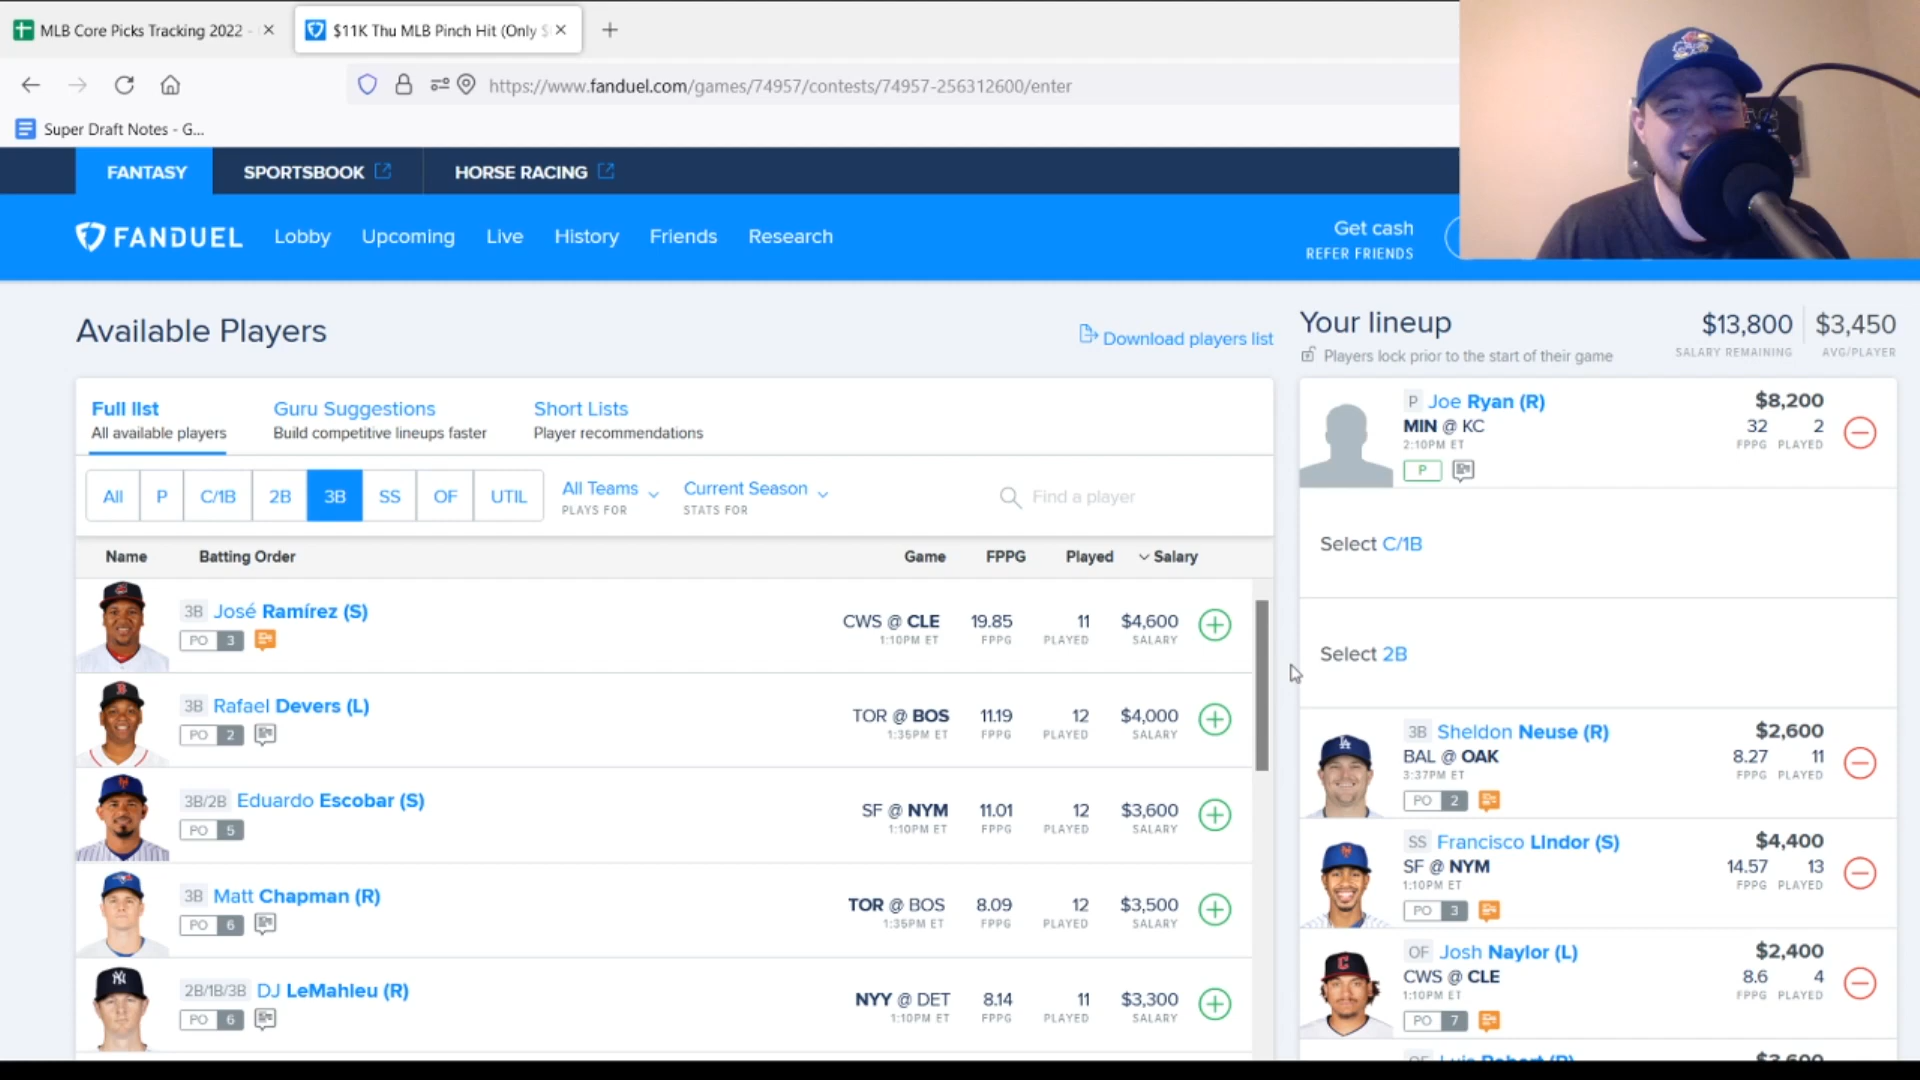 MLB Core Picks Tracking 2022 -
$11K Thu MLB Pinch Hit (Only $
https://www.fanduel.com/games/74957/contests/74957-256312600/enter
Super Draft Notes - G...
FANTASY SPORTSBOOK HORSE RACING
FANDUEL Lobby Upcoming Live History Friends Research
Get cash
REFER FRIENDS
Available Players
Download players list
Full list
All available players
Guru Suggestions
Build competitive lineups faster
Short Lists
Player recommendations
All P C/1B 2B 3B SS OF UTIL
All Teams
PLAYS FOR
Current Season
STATS FOR
Find a player
Name Batting Order Game FPPG Played Salary
3B José Ramírez (S)
PO 3
CWS @ CLE 19.85 11 $4,600
1:10PM ET FPPG PLAYED SALARY
3B Rafael Devers (L)
PO 2
TOR @ BOS 11.19 12 $4,000
1:35PM ET FPPG PLAYED SALARY
3B/2B Eduardo Escobar (S)
PO 5
SF @ NYM 11.01 12 $3,600
1:10PM ET FPPG PLAYED SALARY
3B Matt Chapman (R)
PO 6
TOR @ BOS 8.09 12 $3,500
1:35PM ET FPPG PLAYED SALARY
2B/1B/3B DJ LeMahieu (R)
PO 6
NYY @ DET 8.14 11 $3,300
1:10PM ET FPPG PLAYED SALARY
Your lineup
Players lock prior to the start of their game
$13,800 $3,450
SALARY REMAINING AVG/PLAYER
P Joe Ryan (R) $8,200
MIN @ KC 32 2
2:10PM ET FPPG PLAYED
P
Select C/1B
Select 2B
3B Sheldon Neuse (R) $2,600
BAL @ OAK 8.27 11
3:37PM ET FPPG PLAYED
PO 2
SS Francisco Lindor (S) $4,400
SF @ NYM 14.57 13
1:10PM ET FPPG PLAYED
PO 3
OF Josh Naylor (L) $2,400
CWS @ CLE 8.6 4
1:10PM ET FPPG PLAYED
PO 7
OF Luis Robert (R) $3,600